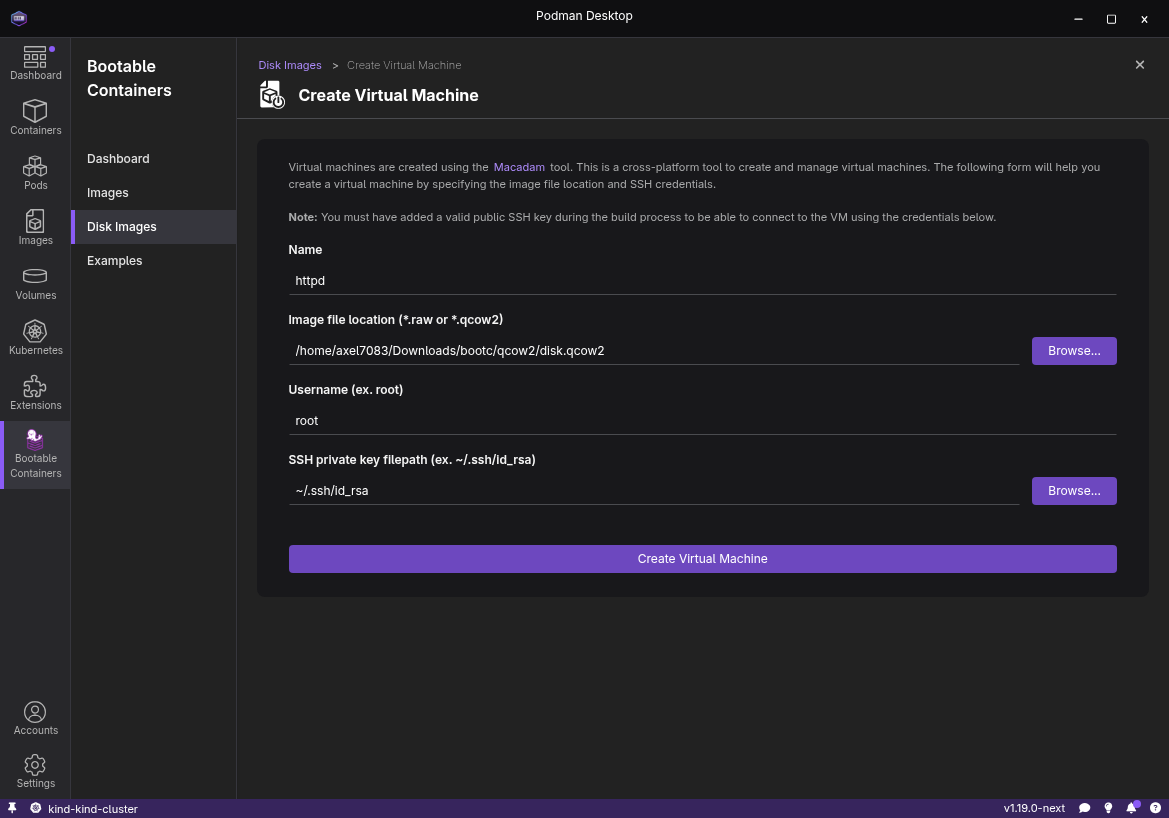 Podman Desktop
Dashboard
Containers
Pods
Images
Volumes
Kubernetes
Extensions
Bootable
Containers
Accounts
Settings
Bootable
Containers
Dashboard
Images
Disk Images
Examples
Disk Images > Create Virtual Machine
Create Virtual Machine
Virtual machines are created using the Macadam tool. This is a cross-platform tool to create and manage virtual machines. The following form will help you
create a virtual machine by specifying the image file location and SSH credentials.
Note: You must have added a valid public SSH key during the build process to be able to connect to the VM using the credentials below.
Name
httpd
Image file location (*.raw or *.qcow2)
/home/axel7083/Downloads/bootc/qcow2/disk.qcow2
Browse...
Username (ex. root)
root
SSH private key filepath (ex. ~/.ssh/id_rsa)
~/.ssh/id_rsa
Browse...
Create Virtual Machine
kind-kind-cluster
v1.19.0-next